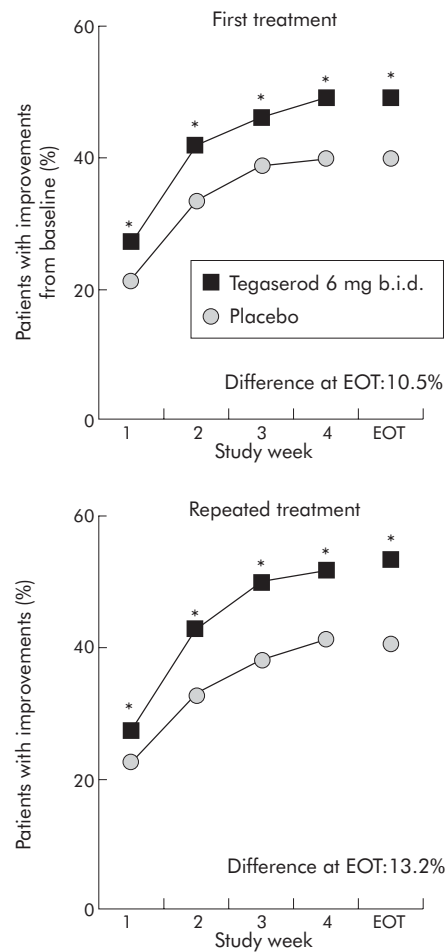 First treatment
60
40
20
0
Patients with improvements
from baseline (%)
*
*
*
*
*
Tegaserod 6 mg b.i.d.
Placebo
Difference at EOT:10.5%
1 2 3 4 EOT
Study week
Repeated treatment
60
40
20
0
Patients with improvements (%)
*
*
*
*
*
Difference at EOT:13.2%
1 2 3 4 EOT
Study week